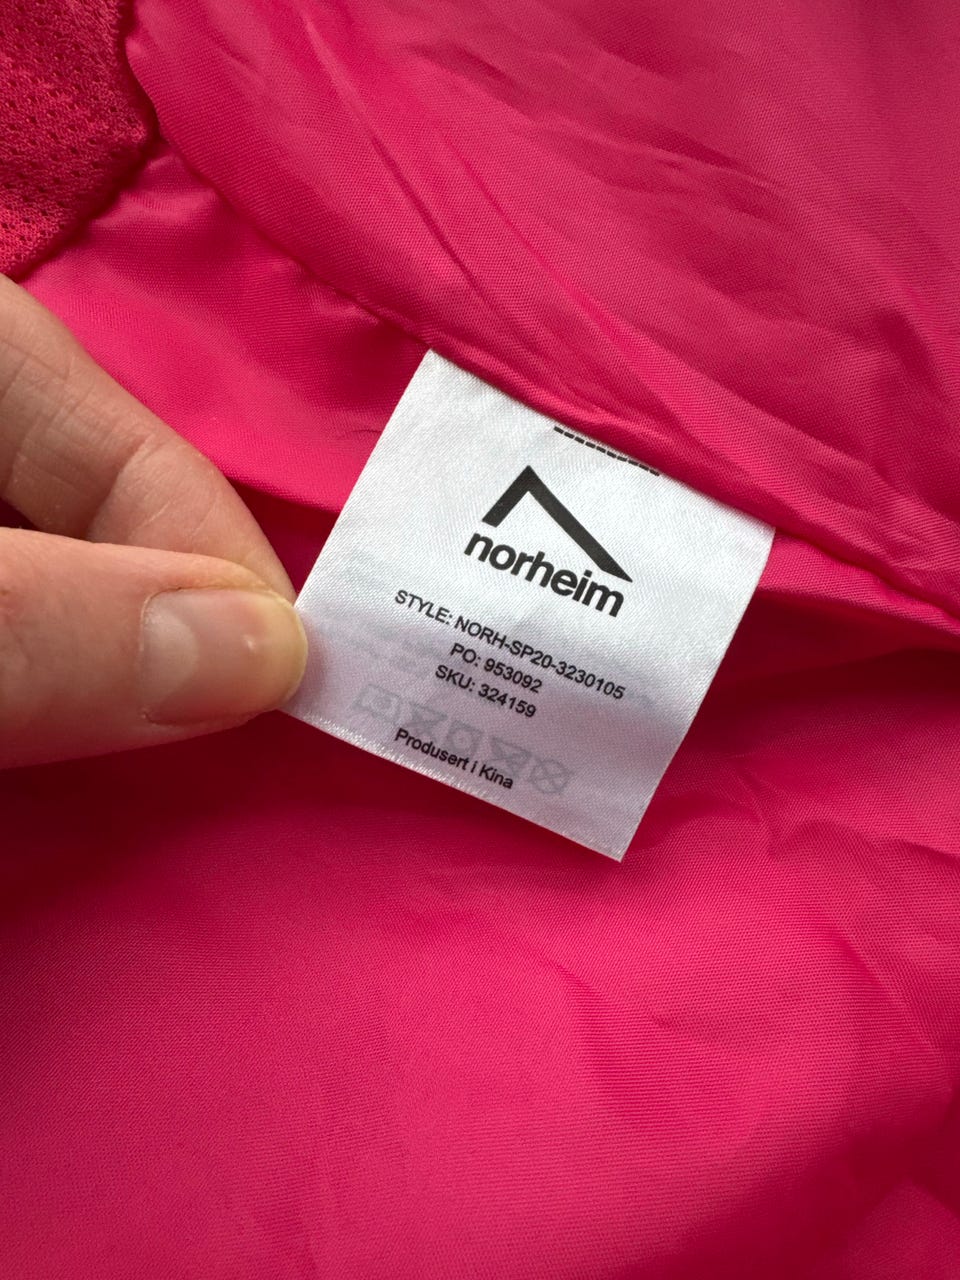 norheim
STYLE: NORH-SP20-3230105
PO: 953092
SKU: 324159
Produsert i Kina